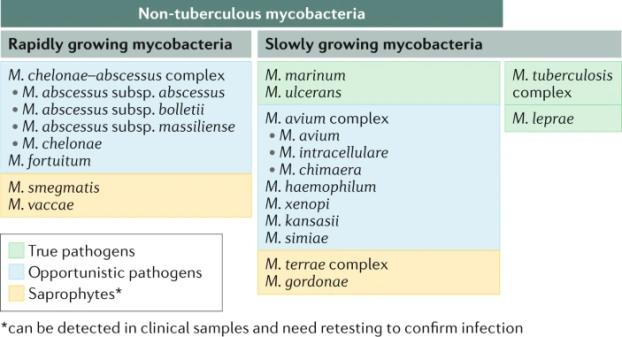 Non-tuberculous mycobacteria
Rapidly growing mycobacteria
M. chelonae–abscessus complex
• M. abscessus subsp. abscessus
• M. abscessus subsp. bolletii
• M. abscessus subsp. massiliense
• M. chelonae
M. fortuitum
M. smegmatis
M. vaccae
Slowly growing mycobacteria
M. marinum
M. ulcerans
M. avium complex
• M. avium
• M. intracellulare
• M. chimaera
M. haemophilum
M. xenopi
M. kansasii
M. simiae
M. terrae complex
M. gordonae
M. tuberculosis
complex
M. leprae
True pathogens
Opportunistic pathogens
Saprophytes*
*can be detected in clinical samples and need retesting to confirm infection